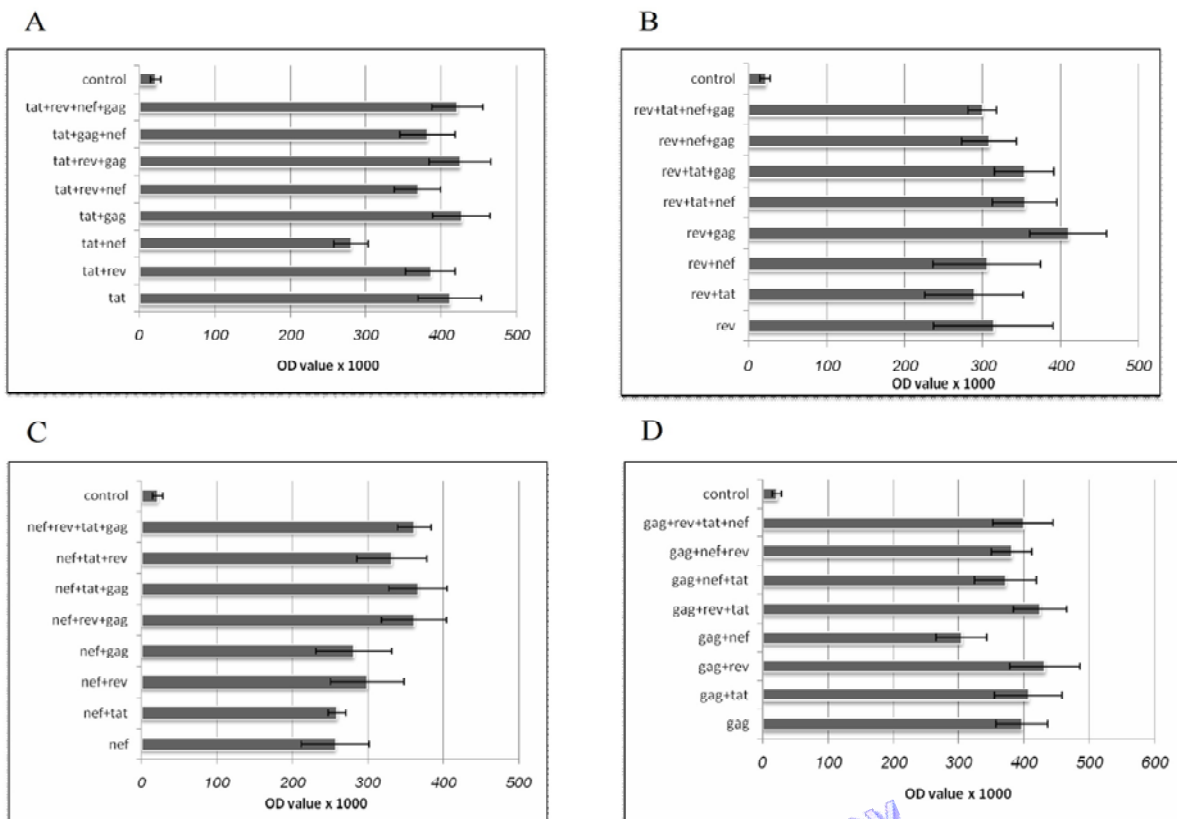 A
control
tat+rev+nef+gag
tat+gag+nef
tat+rev+gag
tat+rev+nef
tat+gag
tat+nef
tat+rev
tat
0 100 200 300 400 500
OD value x 1000
B
control
rev+tat+nef+gag
rev+nef+gag
rev+tat+gag
rev+tat+nef
rev+gag
rev+nef
rev+tat
rev
0 100 200 300 400 500
OD value x 1000
C
control
nef+rev+tat+gag
nef+tat+rev
nef+tat+gag
nef+rev+gag
nef+gag
nef+rev
nef+tat
nef
0 100 200 300 400 500
OD value x 1000
D
control
gag+rev+tat+nef
gag+nef+rev
gag+nef+tat
gag+rev+tat
gag+nef
gag+rev
gag+tat
gag
0 100 200 300 400 500 600
OD value x 1000